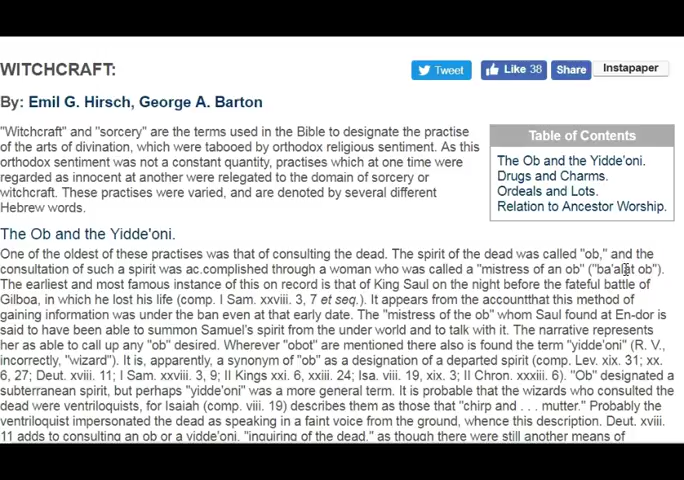 WITCHCRAFT:
Tweet
Like 38
Share
Instapaper
By: Emil G. Hirsch, George A. Barton
"Witchcraft" and "sorcery" are the terms used in the Bible to designate the practise
of the arts of divination, which were tabooed by orthodox religious sentiment. As this
orthodox sentiment was not a constant quantity, practises which at one time were
regarded as innocent at another were relegated to the domain of sorcery or
witchcraft. These practises were varied, and are denoted by several different
Hebrew words.
Table of Contents
The Ob and the Yidde'oni.
Drugs and Charms.
Ordeals and Lots.
Relation to Ancestor Worship.
The Ob and the Yidde'oni.
One of the oldest of these practises was that of consulting the dead. The spirit of the dead was called "ob," and the
consultation of such a spirit was ac.complished through a woman who was called a "mistress of an ob" ("ba'alat ob").
The earliest and most famous instance of this on record is that of King Saul on the night before the fateful battle of
Gilboa, in which he lost his life (comp. I Sam. xxviii. 3, 7 et seq.). It appears from the accountthat this method of
gaining information was under the ban even at that early date. The "mistress of the ob" whom Saul found at En-dor is
said to have been able to summon Samuel's spirit from the under world and to talk with it. The narrative represents
her as able to call up any "ob" desired. Wherever "obot" are mentioned there also is found the term "yidde'oni" (R. V.,
incorrectly, "wizard"). It is, apparently, a synonym of "ob" as a designation of a departed spirit (comp. Lev. xix. 31; xx.
6, 27; Deut. xviii. 11; I Sam. xxviii. 3, 9; II Kings xxi. 6, xxiii. 24; Isa. viii. 19, xix. 3; II Chron. xxxiii. 6). "Ob" designated a
subterranean spirit, but perhaps "yidde'oni" was a more general term. It is probable that the wizards who consulted the
dead were ventriloquists, for Isaiah (comp. viii. 19) describes them as those that "chirp and . . . mutter." Probably the
ventriloquist impersonated the dead as speaking in a faint voice from the ground, whence this description. Deut. xviii.
11 adds to consulting an ob or a yidde'oni, "inquiring of the dead," as though there were still another means of